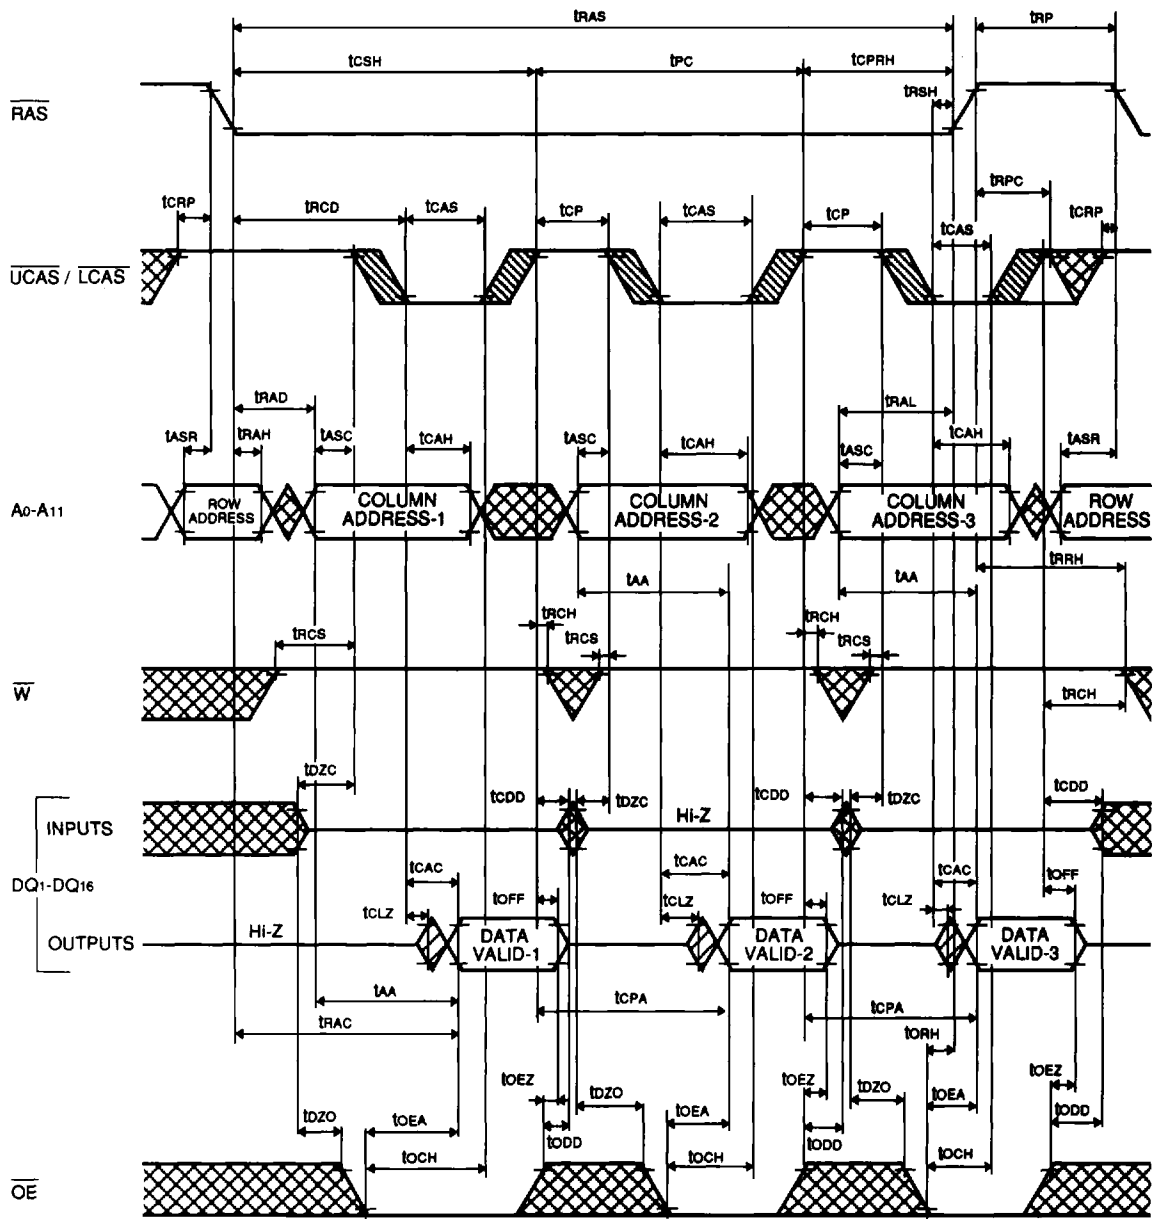 tRAS
tRP
tCSH
tPC
tCPRH
tRSH
RAS
tRPC
tCRP
tRCD
tCAS
tCP
tCAS
tCP
tCAS
tCRP
UCAS / LCAS
tRAD
tRAL
tASR
tRAH
tASC
tCAH
tASC
tCAH
tASC
tCAH
tASR
A0-A11
ROW
ADDRESS
COLUMN
ADDRESS-1
COLUMN
ADDRESS-2
COLUMN
ADDRESS-3
ROW
ADDRESS
tRRH
tAA
tAA
tRCH
tRCH
tRCS
tRCS
tRCS
W
tRCH
tDZC
tCDD
tDZC
tCDD
tDZC
tCDD
INPUTS
Hi-Z
DQ1-DQ16
tCAC
tCAC
tCAC
tCLZ
tOFF
tCLZ
tOFF
tCLZ
tOFF
OUTPUTS
Hi-Z
DATA
VALID-1
DATA
VALID-2
DATA
VALID-3
tAA
tCPA
tCPA
tRAC
tORH
tOEZ
tOEZ
tOEZ
tDZO
tOEA
tDZO
tOEA
tDZO
tOEA
tODD
tODD
tODD
tOCH
tOCH
tOCH
OE